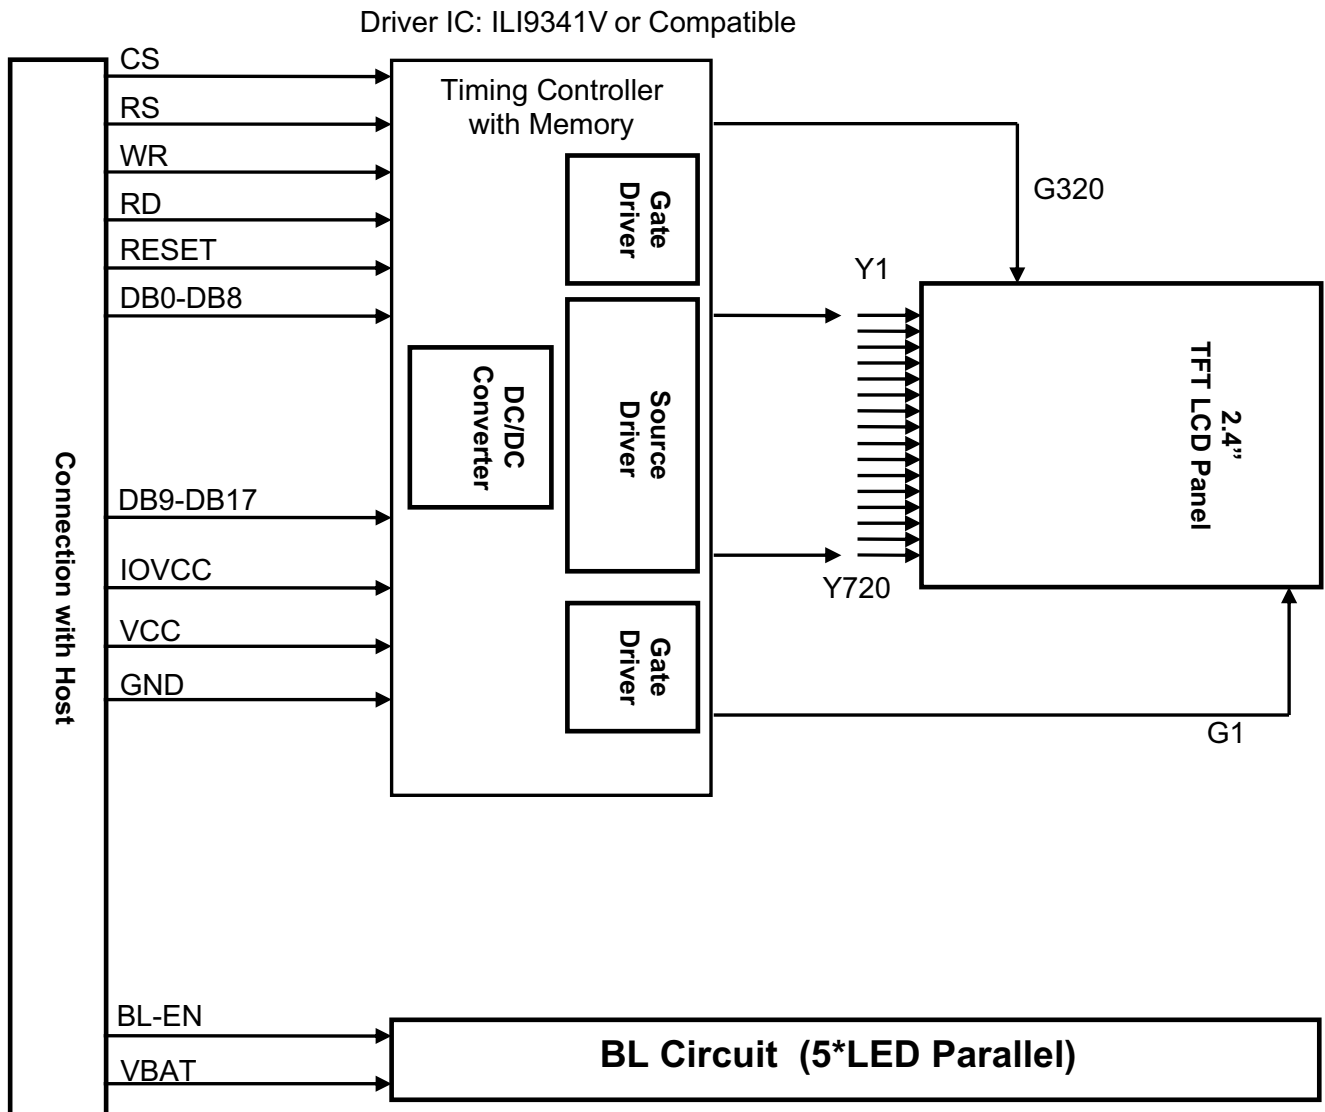 Driver IC: ILI9341V or Compatible
CS
RS
WR
RD
RESET
DB0-DB8
DB9-DB17
IOVCC
VCC
GND
BL-EN
VBAT
Connection with Host
Timing Controller
with Memory
Gate
Driver
DC/DC
Converter
Source
Driver
Gate
Driver
G320
Y1
Y720
G1
2.4”
TFT LCD Panel
BL Circuit (5*LED Parallel)